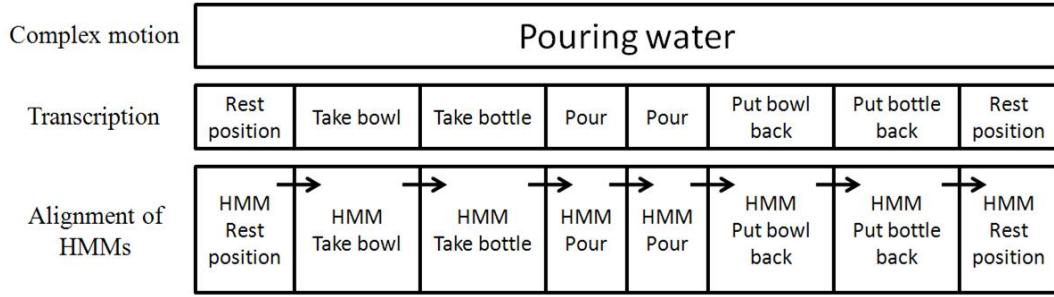 Complex motion
Pouring water
Transcription
Rest
position
Take bowl
Take bottle
Pour
Pour
Put bowl
back
Put bottle
back
Rest
position
Alignment of
HMMs
HMM
Rest
position
HMM
Take bowl
HMM
Take bottle
HMM
Pour
HMM
Pour
HMM
Put bowl
back
HMM
Put bottle
back
HMM
Rest
position